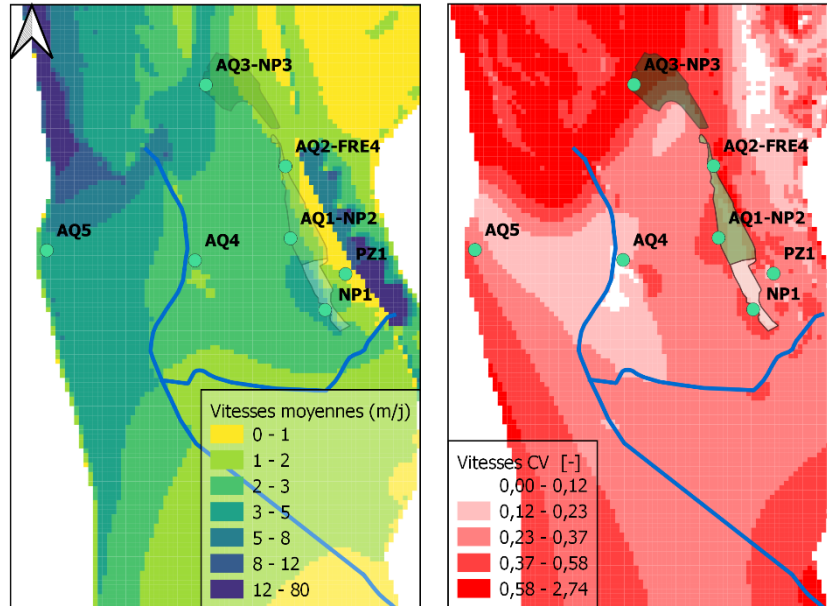 AQ3-NP3
AQ2-FRE4
AQ1-NP2
AQ5
AQ4
PZ1
NP1
Vitesses moyennes (m/j)
0 - 1
1 - 2
2 - 3
3 - 5
5 - 8
8 - 12
12 - 80
AQ3-NP3
AQ2-FRE4
AQ1-NP2
AQ5
AQ4
PZ1
NP1
Vitesses CV [-]
0,00 - 0,12
0,12 - 0,23
0,23 - 0,37
0,37 - 0,58
0,58 - 2,74